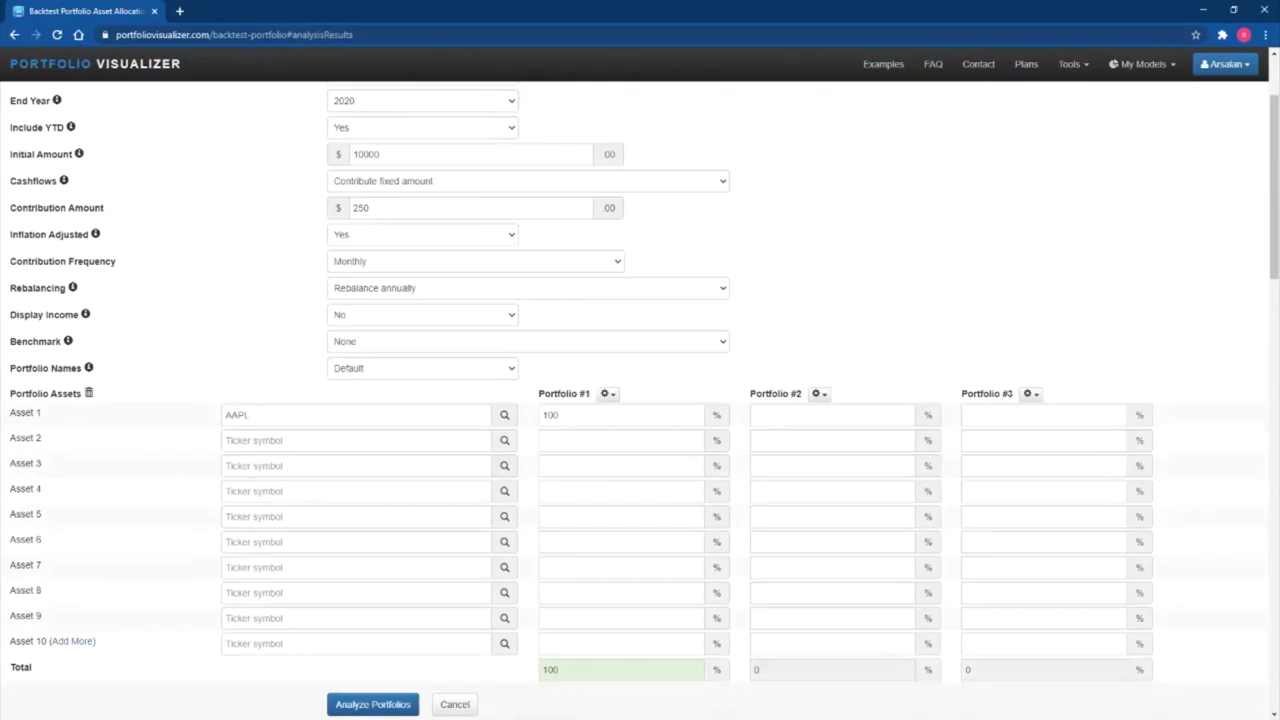 Backtest Portfolio Asset Allocatio
portfoliovisualizer.com/backtest-portfolio#analysisResults
PORTFOLIO VISUALIZER Examples FAQ Contact Plans Tools My Models Arsalan
End Year 2020
Include YTD Yes
Initial Amount $ 10000 00
Cashflows Contribute fixed amount
Contribution Amount $ 250 .00
Inflation Adjusted Yes
Contribution Frequency Monthly
Rebalancing Rebalance annually
Display Income No
Benchmark None
Portfolio Names Default
Portfolio Assets Portfolio #1 Portfolio #2 Portfolio #3
Asset 1 AAPL 100 % % %
Asset 2 Ticker symbol % % %
Asset 3 Ticker symbol % % %
Asset 4 Ticker symbol % % %
Asset 5 Ticker symbol % % %
Asset 6 Ticker symbol % % %
Asset 7 Ticker symbol % % %
Asset 8 Ticker symbol % % %
Asset 9 Ticker symbol % % %
Asset 10 (Add More) Ticker symbol % % %
Total 100 % 0 % 0 %
Analyze Portfolios Cancel